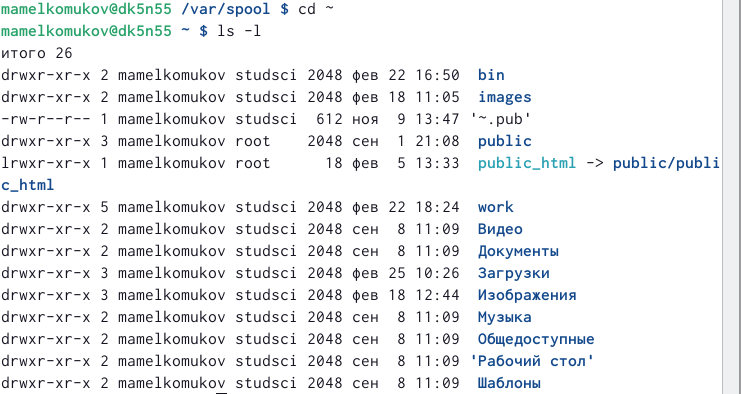 mamelkomukov@dk5n55 /var/spool $ cd ~
mamelkomukov@dk5n55 ~ $ ls -l
итого 26
drwxr-xr-x 2 mamelkomukov studsci 2048 фев 22 16:50  bin
drwxr-xr-x 2 mamelkomukov studsci 2048 фев 18 11:05  images
-rw-r--r-- 1 mamelkomukov studsci  612 ноя  9 13:47 '~.pub'
drwxr-xr-x 3 mamelkomukov root    2048 сен  1 21:08  public
lrwxr-xr-x 1 mamelkomukov root      18 фев  5 13:33  public_html -> public/publi
c_html
drwxr-xr-x 5 mamelkomukov studsci 2048 фев 22 18:24  work
drwxr-xr-x 2 mamelkomukov studsci 2048 сен  8 11:09  Видео
drwxr-xr-x 2 mamelkomukov studsci 2048 сен  8 11:09  Документы
drwxr-xr-x 3 mamelkomukov studsci 2048 фев 25 10:26  Загрузки
drwxr-xr-x 3 mamelkomukov studsci 2048 фев 18 12:44  Изображения
drwxr-xr-x 2 mamelkomukov studsci 2048 сен  8 11:09  Музыка
drwxr-xr-x 2 mamelkomukov studsci 2048 сен  8 11:09  Общедоступные
drwxr-xr-x 2 mamelkomukov studsci 2048 сен  8 11:09 'Рабочий стол'
drwxr-xr-x 2 mamelkomukov studsci 2048 сен  8 11:09  Шаблоны